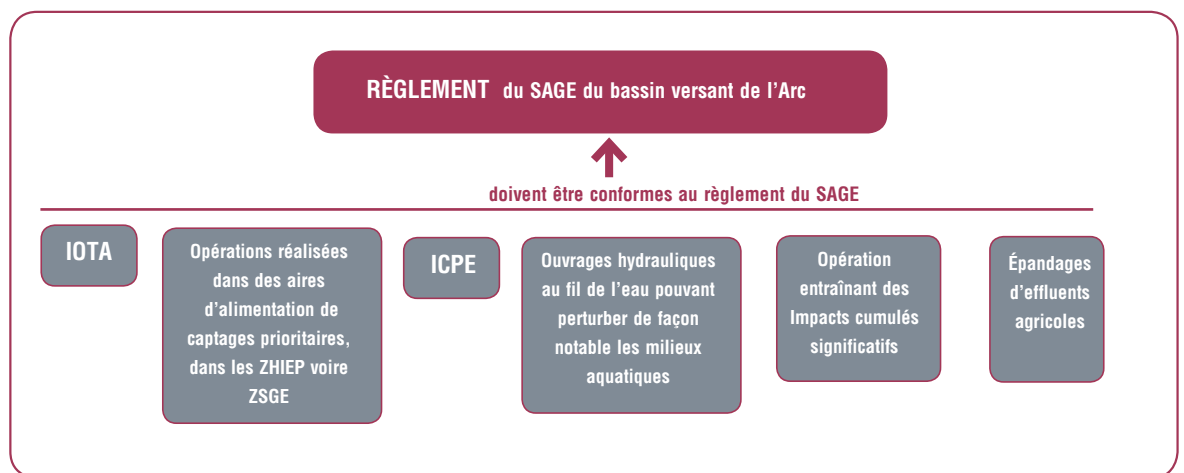 RÈGLEMENT du SAGE du bassin versant de l’Arc
doivent être conformes au règlement du SAGE
IOTA
Opérations réalisées
dans des aires
d’alimentation de
captages prioritaires,
dans les ZHIEP voire
ZSGE
ICPE
Ouvrages hydrauliques
au fil de l’eau pouvant
perturber de façon
notable les milieux
aquatiques
Opération
entraînant des
Impacts cumulés
significatifs
Épandages
d’effluents
agricoles